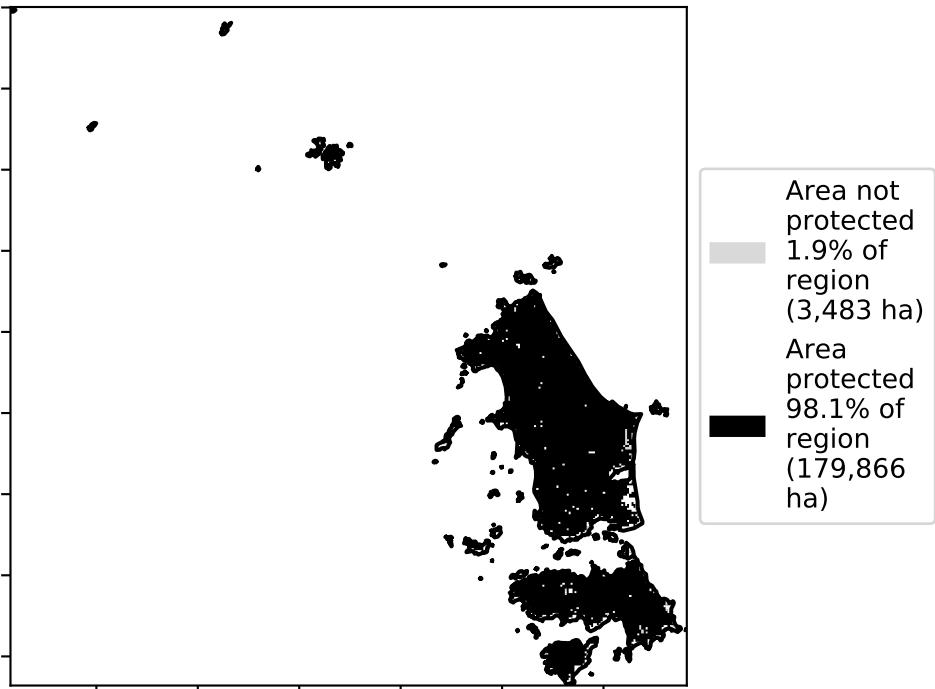 Area not
protected
1.9% of
region
(3,483 ha)
Area
protected
98.1% of
region
(179,866
ha)